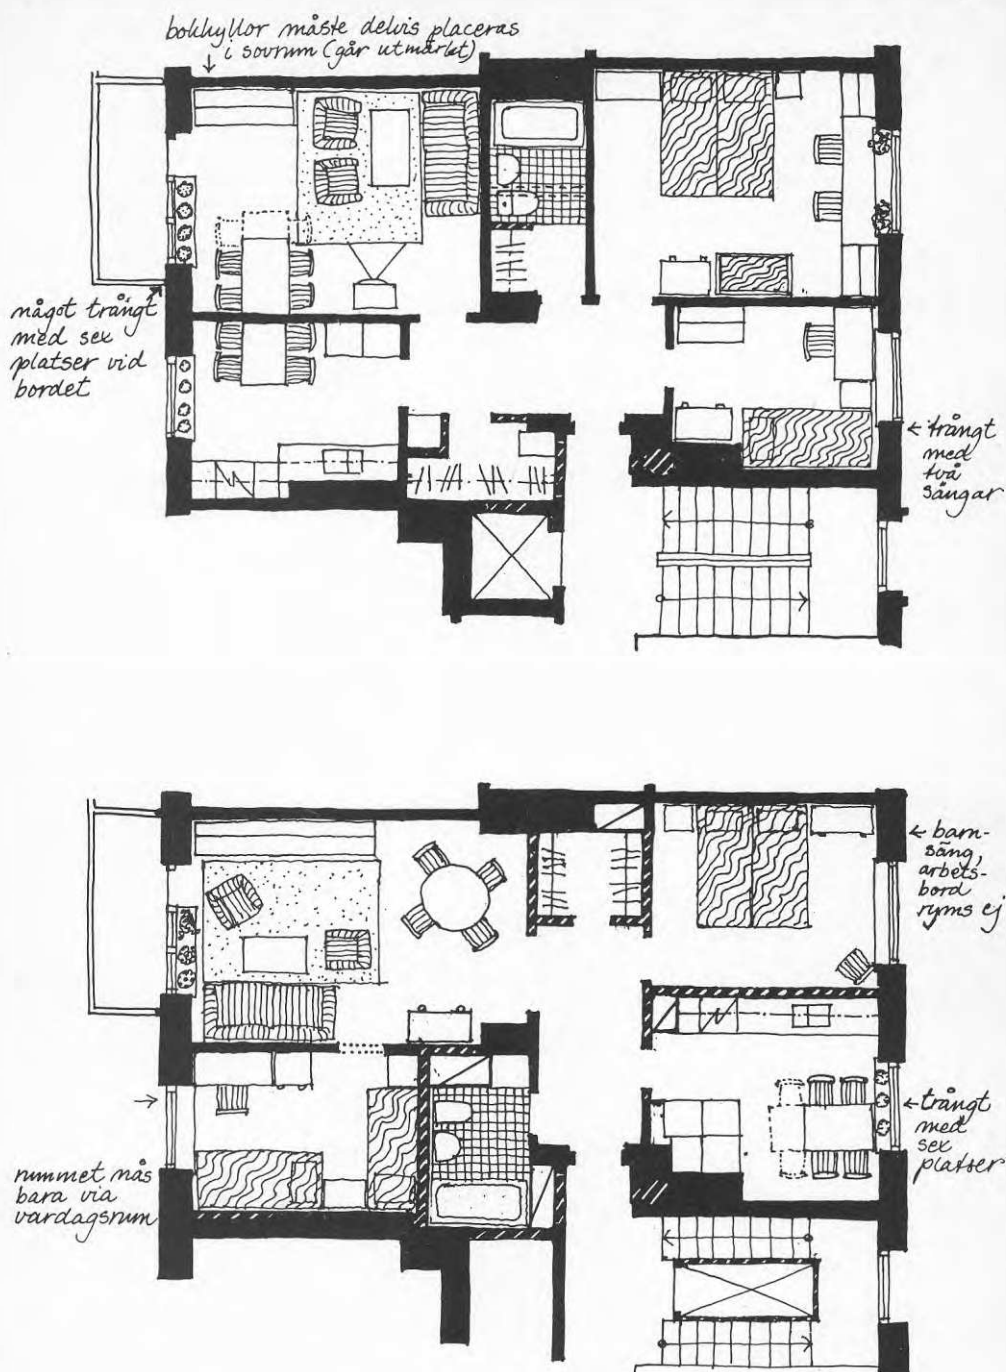 bokhyllor måste delvis placeras
i sovrum (går utmärkt)
något trångt
med sex
platser vid
bordet
← trångt
med
två
sängar
← barn-
säng,
arbets-
bord
ryms ej
← trångt
med
sex
platser
rummet nås
bara via
vardagsrum